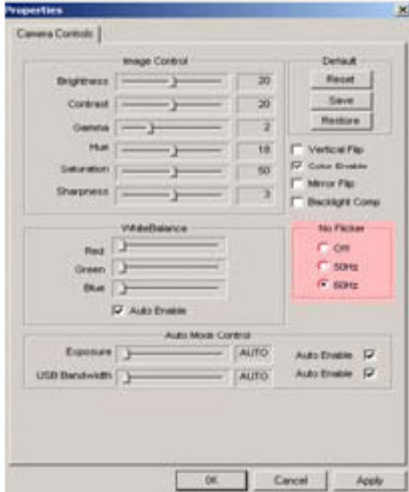 Properties
Camera Controls
Image Control
Brightness 20
Contrast 20
Gamma 2
Hue 18
Saturation 50
Sharpness 3
Default
Reset
Save
Restore
Vertical Flip
Color Enable
Mirror Flip
Backlight Comp
WhiteBalance
Red
Green
Blue
Auto Enable
No Flicker
Off
50Hz
60Hz
Auto Mode Control
Exposure AUTO Auto Enable
USB Bandwidth AUTO Auto Enable
OK Cancel Apply